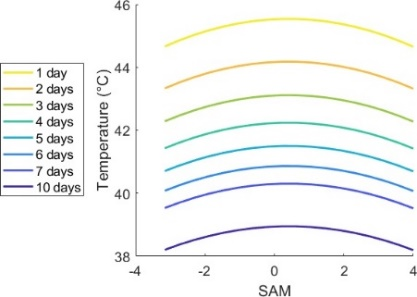 1 day
2 days
3 days
4 days
5 days
6 days
7 days
10 days
Temperature (°C)
46
44
42
40
38
-4
-2
0
2
4
SAM